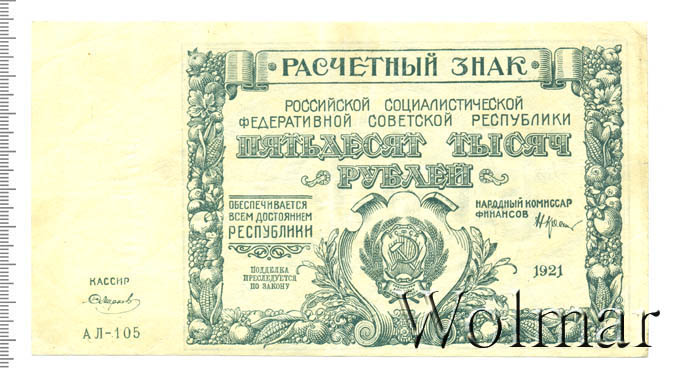 РАСЧЕТНЫЙ ЗНАК
РОССИЙСКОЙ СОЦИАЛИСТИЧЕСКОЙ
ФЕДЕРАТИВНОЙ СОВЕТСКОЙ РЕСПУБЛИКИ
ПЯТЬДЕСЯТ ТЫСЯЧ
РУБЛЕЙ
ОБЕСПЕЧИВАЕТСЯ
ВСЕМ ДОСТОЯНИЕМ
РЕСПУБЛИКИ
НАРОДНЫЙ КОМИССАР
ФИНАНСОВ
ПОДДЕЛКА
ПРЕСЛЕДУЕТСЯ
ПО ЗАКОНУ
1921
КАССИР
АЛ-105
Wolmar